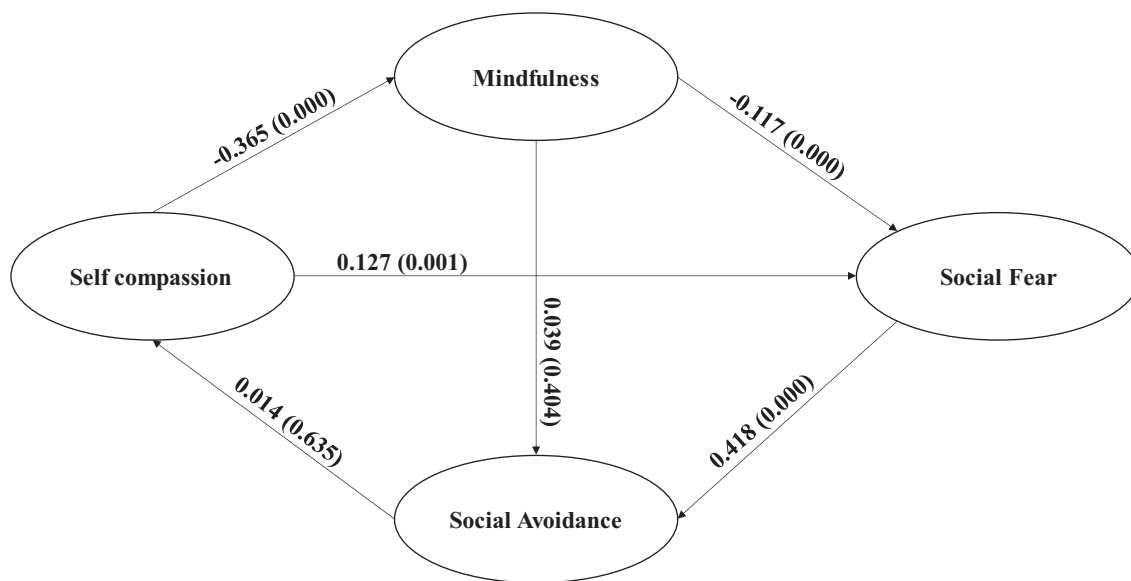 Mindfulness
-0.365 (0.000)
-0.117 (0.000)
Self compassion
0.127 (0.001)
Social Fear
0.039 (0.404)
0.014 (0.635)
0.418 (0.000)
Social Avoidance